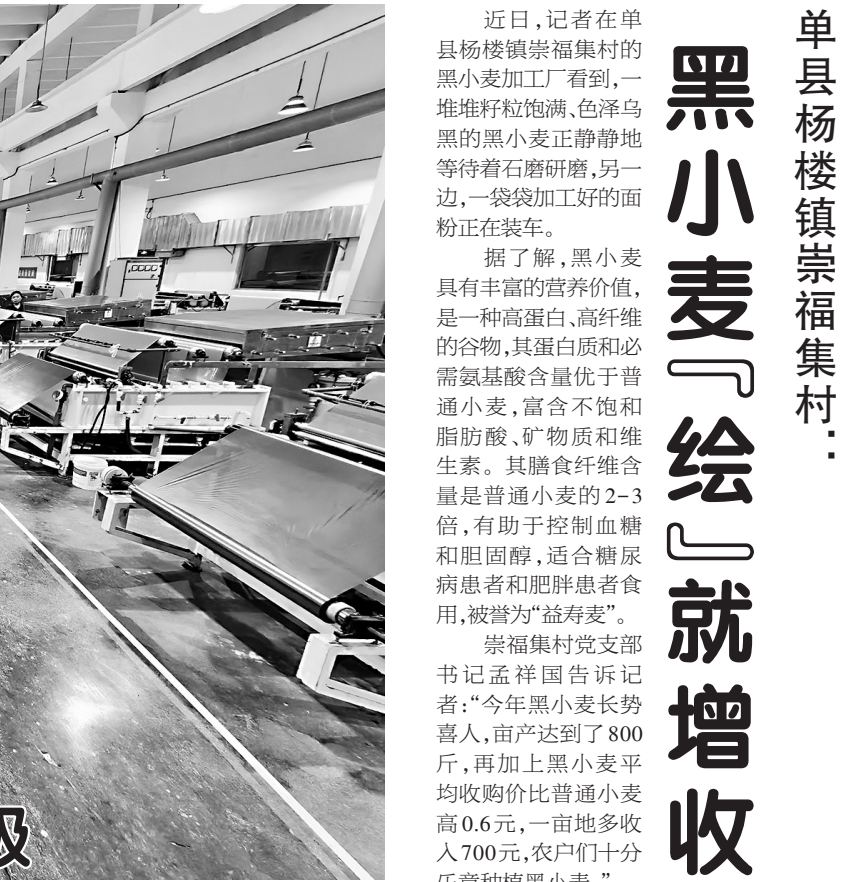 单县杨楼镇崇福集村：
黑小麦『绘』就增收
近日，记者在单
县杨楼镇崇福集村的
黑小麦加工厂看到，一
堆堆籽粒饱满、色泽乌
黑的黑小麦正静静地
等待着石磨研磨，另一
边，一袋袋加工好的面
粉正在装车。
据了解，黑小麦
具有丰富的营养价值，
是一种高蛋白、高纤维
的谷物，其蛋白质和必
需氨基酸含量优于普
通小麦，富含不饱和
脂肪酸、矿物质和维
生素。其膳食纤维含
量是普通小麦的2-3
倍，有助于控制血糖
和胆固醇，适合糖尿
病患者和肥胖患者食
用，被誉为“益寿麦”。
崇福集村党支部
书记孟祥国告诉记
者：“今年黑小麦长势
喜人，亩产达到了800
斤，再加上黑小麦平
均收购价比普通小麦
高0.6元，一亩地多收
入700元，农户们十分
乐意种植黑小麦。”